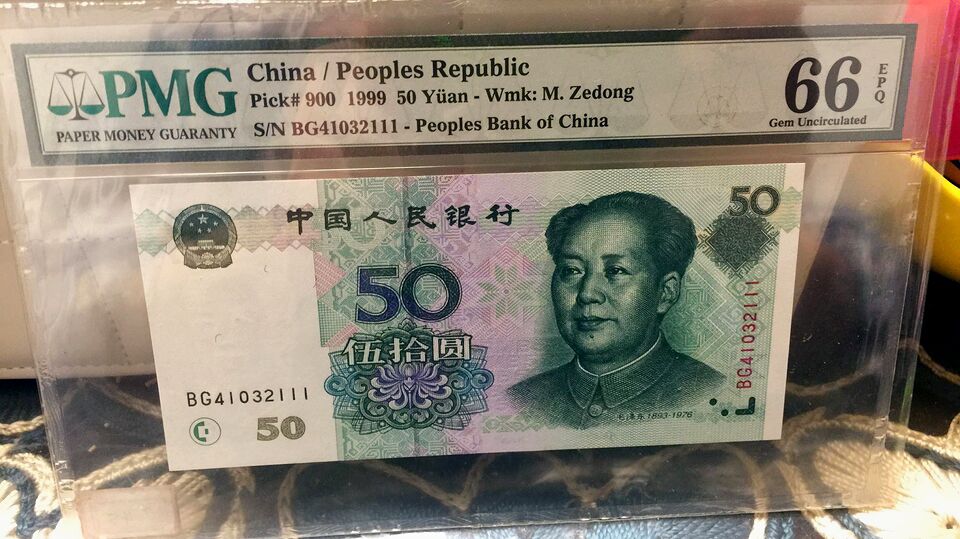 PMG
PAPER MONEY GUARANTY
China / Peoples Republic
Pick# 900 1999 50 Yüan - Wmk: M. Zedong
S/N BG41032111 - Peoples Bank of China
66
EPQ
Gem Uncirculated
中国人民银行
50
50
伍拾圆
BG41032111
BG41032111
50
毛泽东 1893-1976